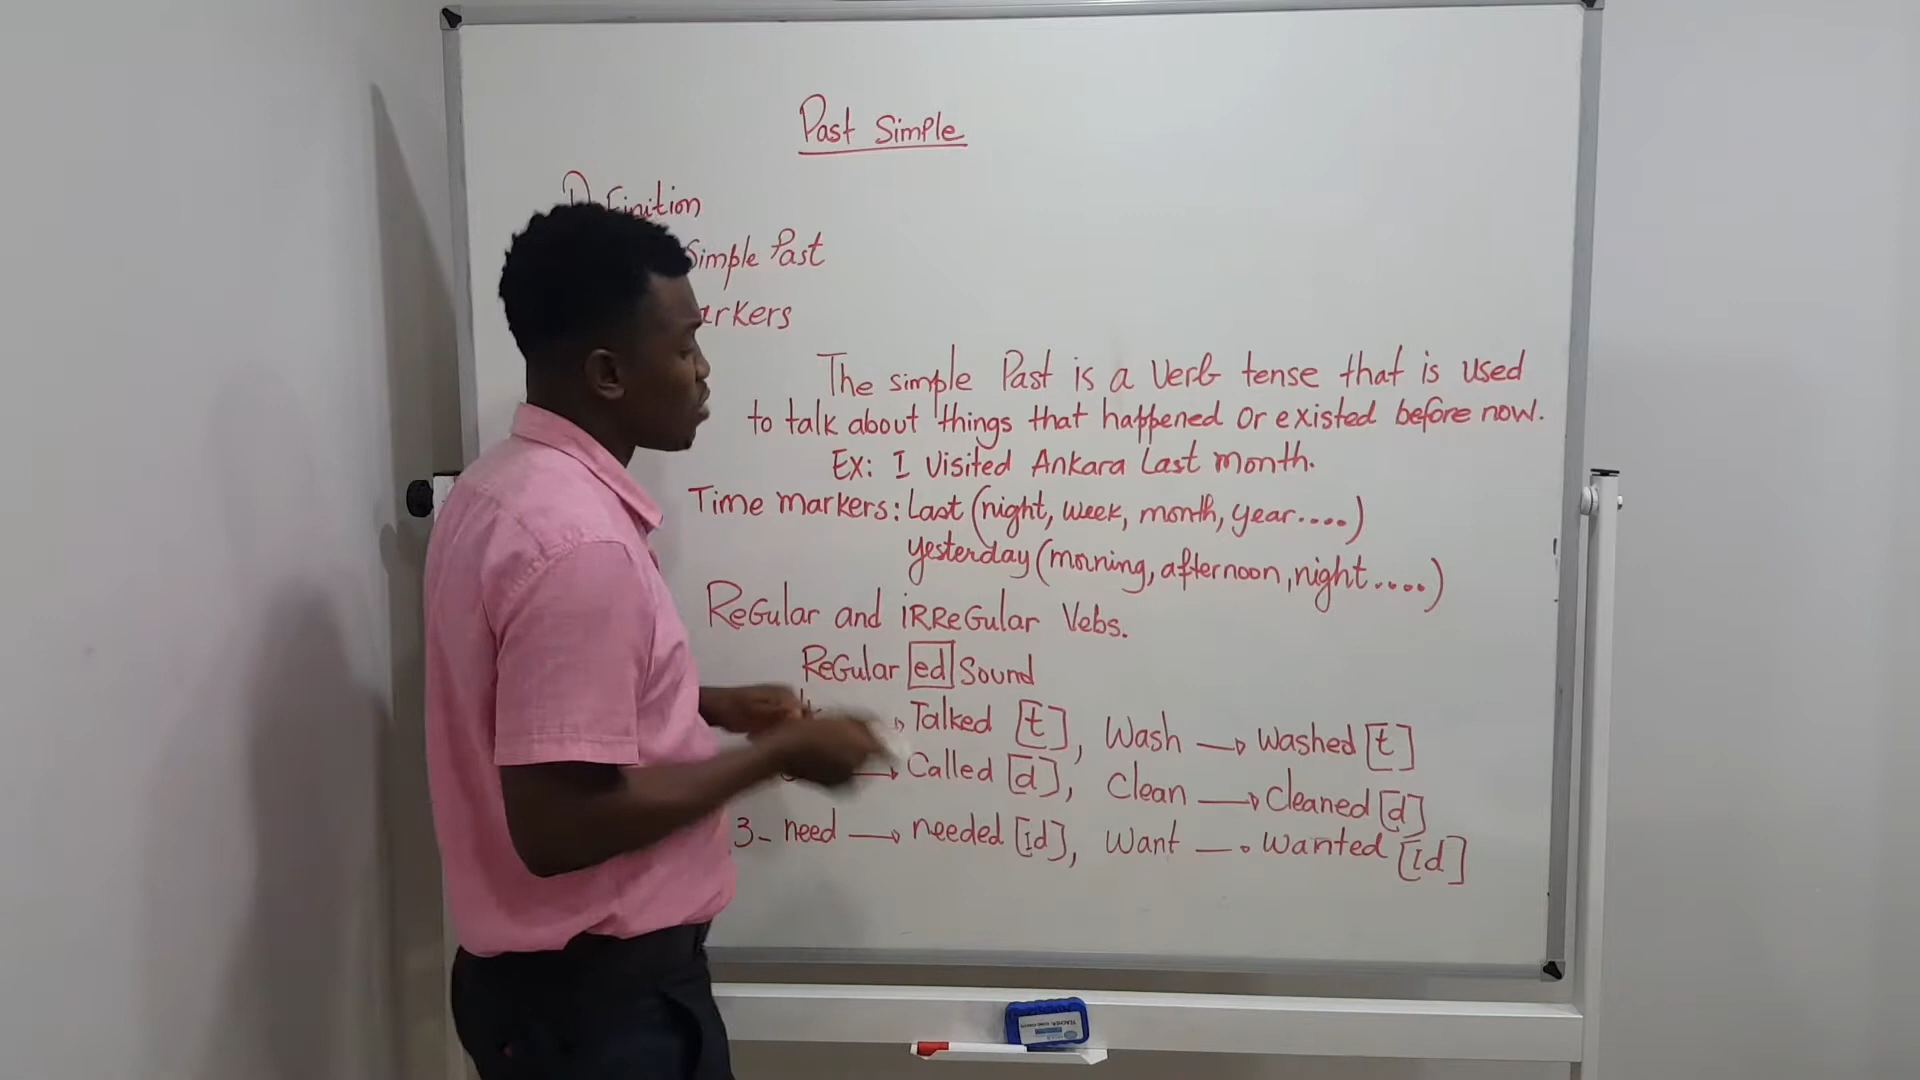 Past Simple
Definition
Simple Past
arkers
The simple Past is a verb tense that is used
to talk about things that happened or existed before now.
Ex: I visited Ankara Last month.
Time markers: Last (night, week, month, year....)
yesterday (morning, afternoon, night.....)
ReGular and iRReGular Vebs.
ReGular ed Sound
→ Talked [t], Wash → washed [t]
→ Called [d], Clean → Cleaned [d]
3- need → needed [Id], Want → wanted [Id]
TEACHER